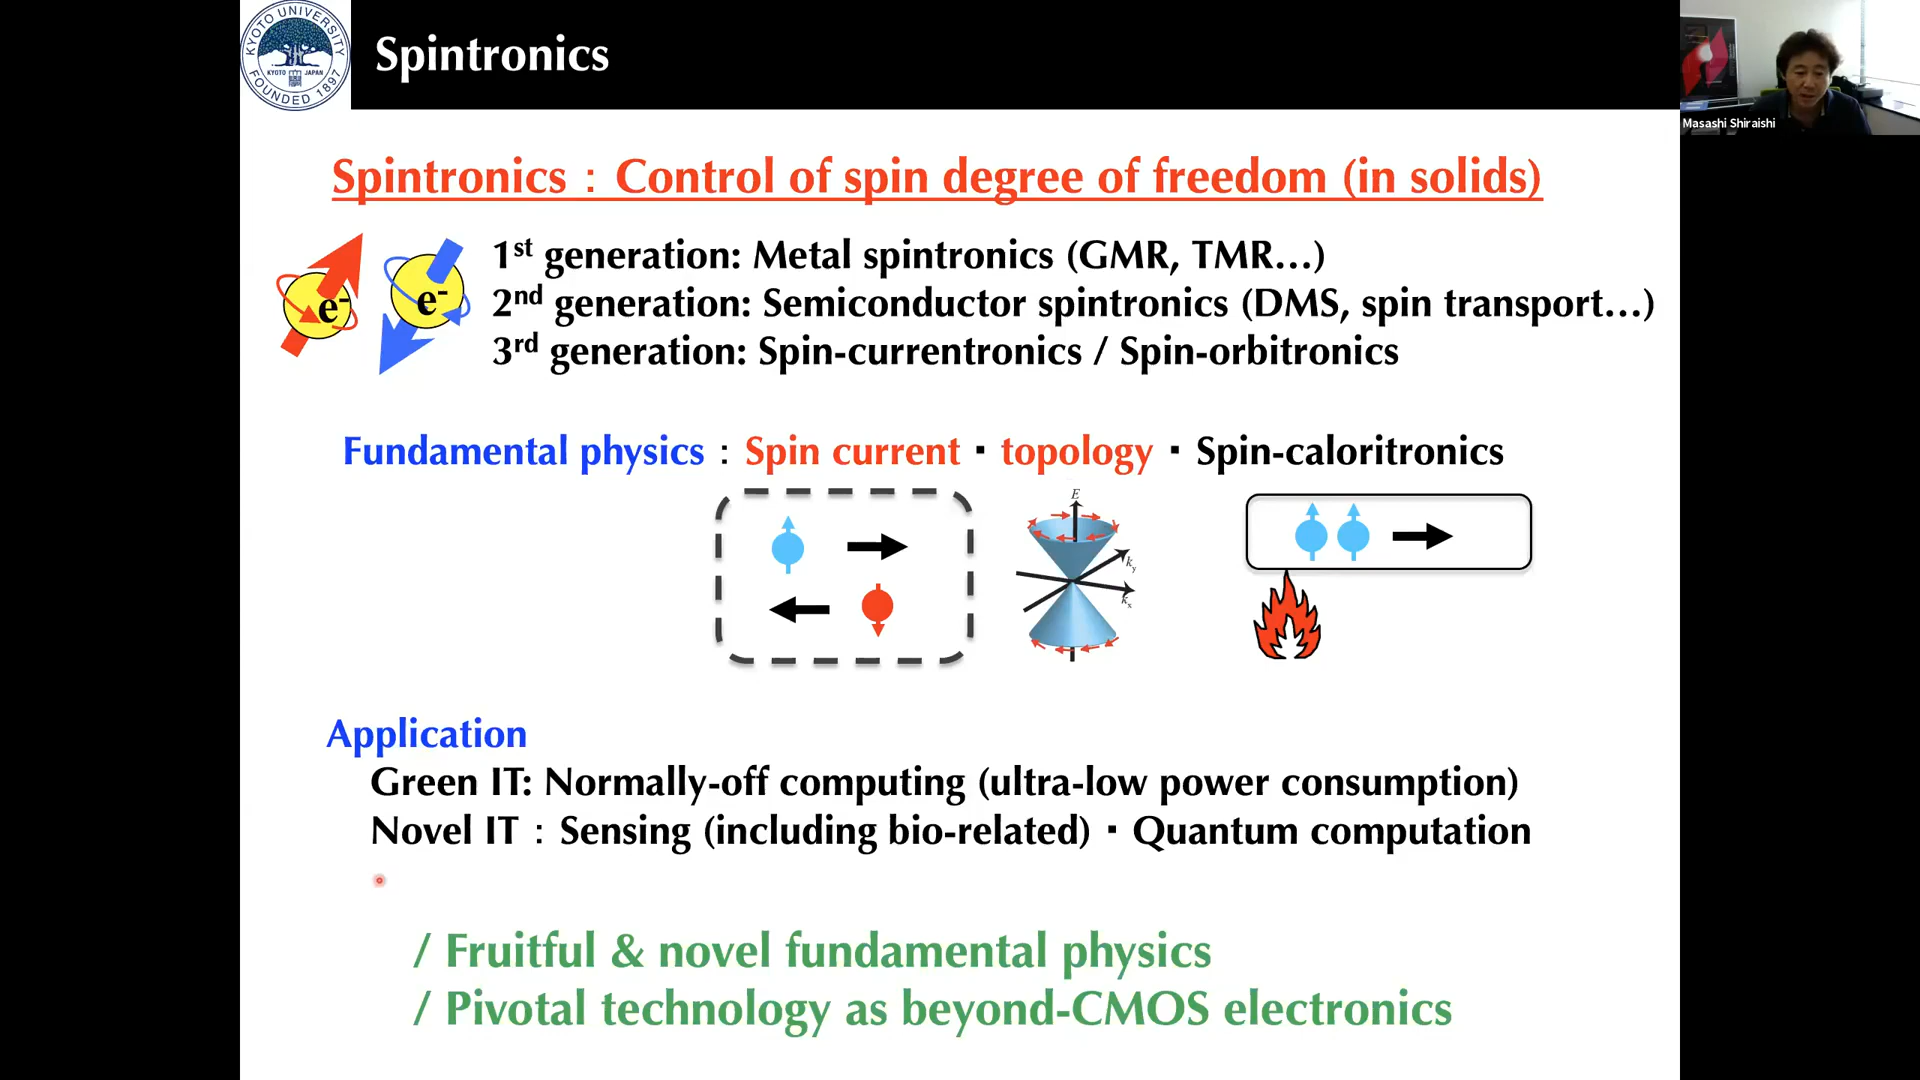 KYOTO UNIVERSITY
KYOTO JAPAN
FOUNDED 1897
Spintronics
Masashi Shiraishi
Spintronics : Control of spin degree of freedom (in solids)
e-
e-
1st generation: Metal spintronics (GMR, TMR…)
2nd generation: Semiconductor spintronics (DMS, spin transport…)
3rd generation: Spin-currentronics / Spin-orbitronics
Fundamental physics : Spin current ・ topology ・ Spin-caloritronics
E
ky
kx
Application
Green IT: Normally-off computing (ultra-low power consumption)
Novel IT : Sensing (including bio-related) ・ Quantum computation
/ Fruitful & novel fundamental physics
/ Pivotal technology as beyond-CMOS electronics